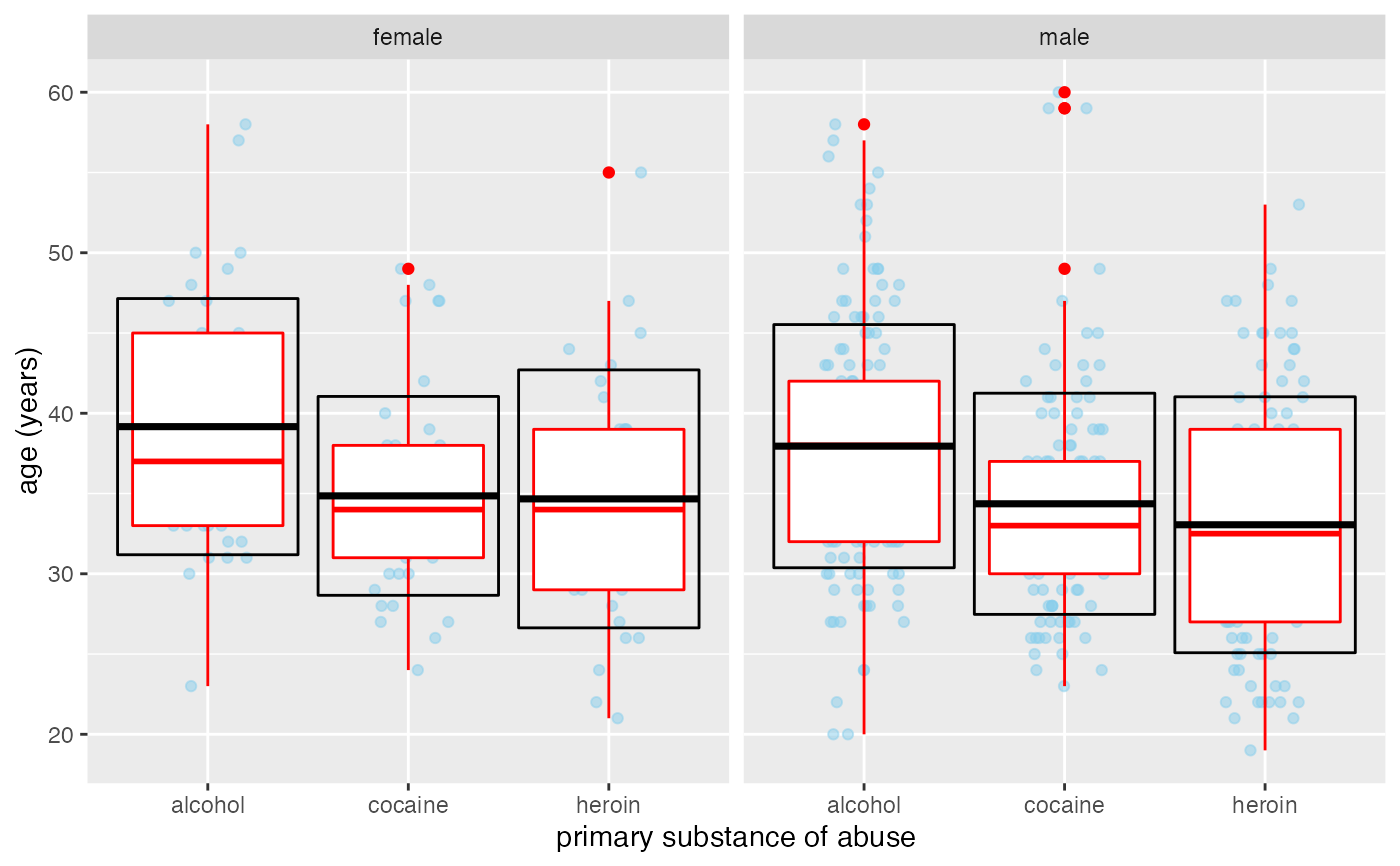 female
male
60
50
40
30
20
age (years)
alcohol
cocaine
heroin
alcohol
cocaine
heroin
primary substance of abuse